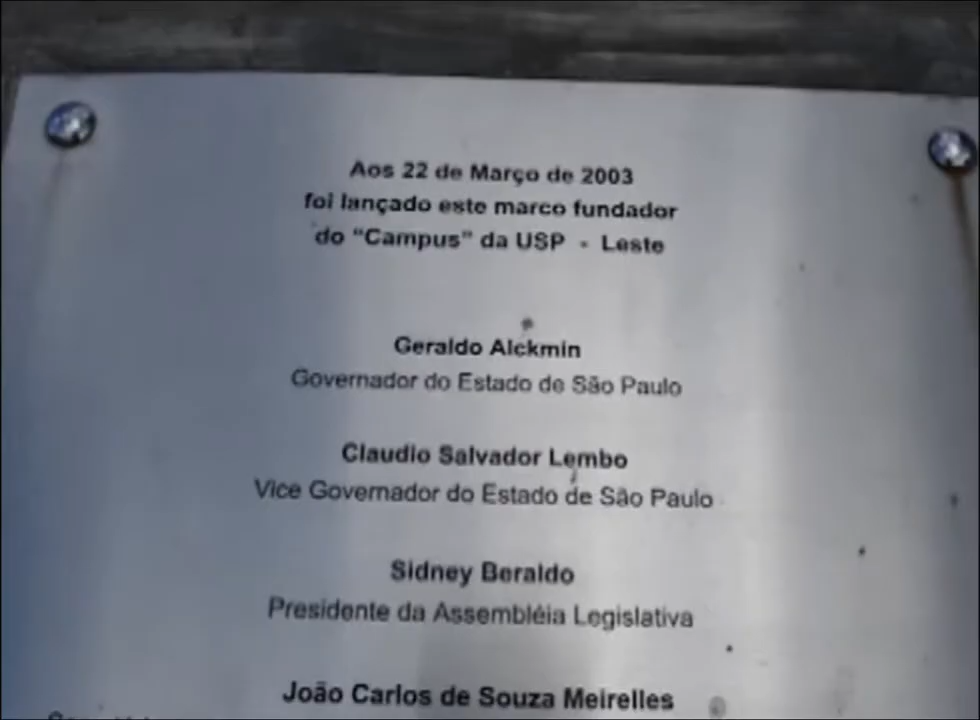 Aos 22 de Março de 2003
foi lançado este marco fundador
do "Campus" da USP - Leste
Geraldo Alckmin
Governador do Estado de São Paulo
Claudio Salvador Lembo
Vice Governador do Estado de São Paulo
Sidney Beraldo
Presidente da Assembléia Legislativa
João Carlos de Souza Meirelles